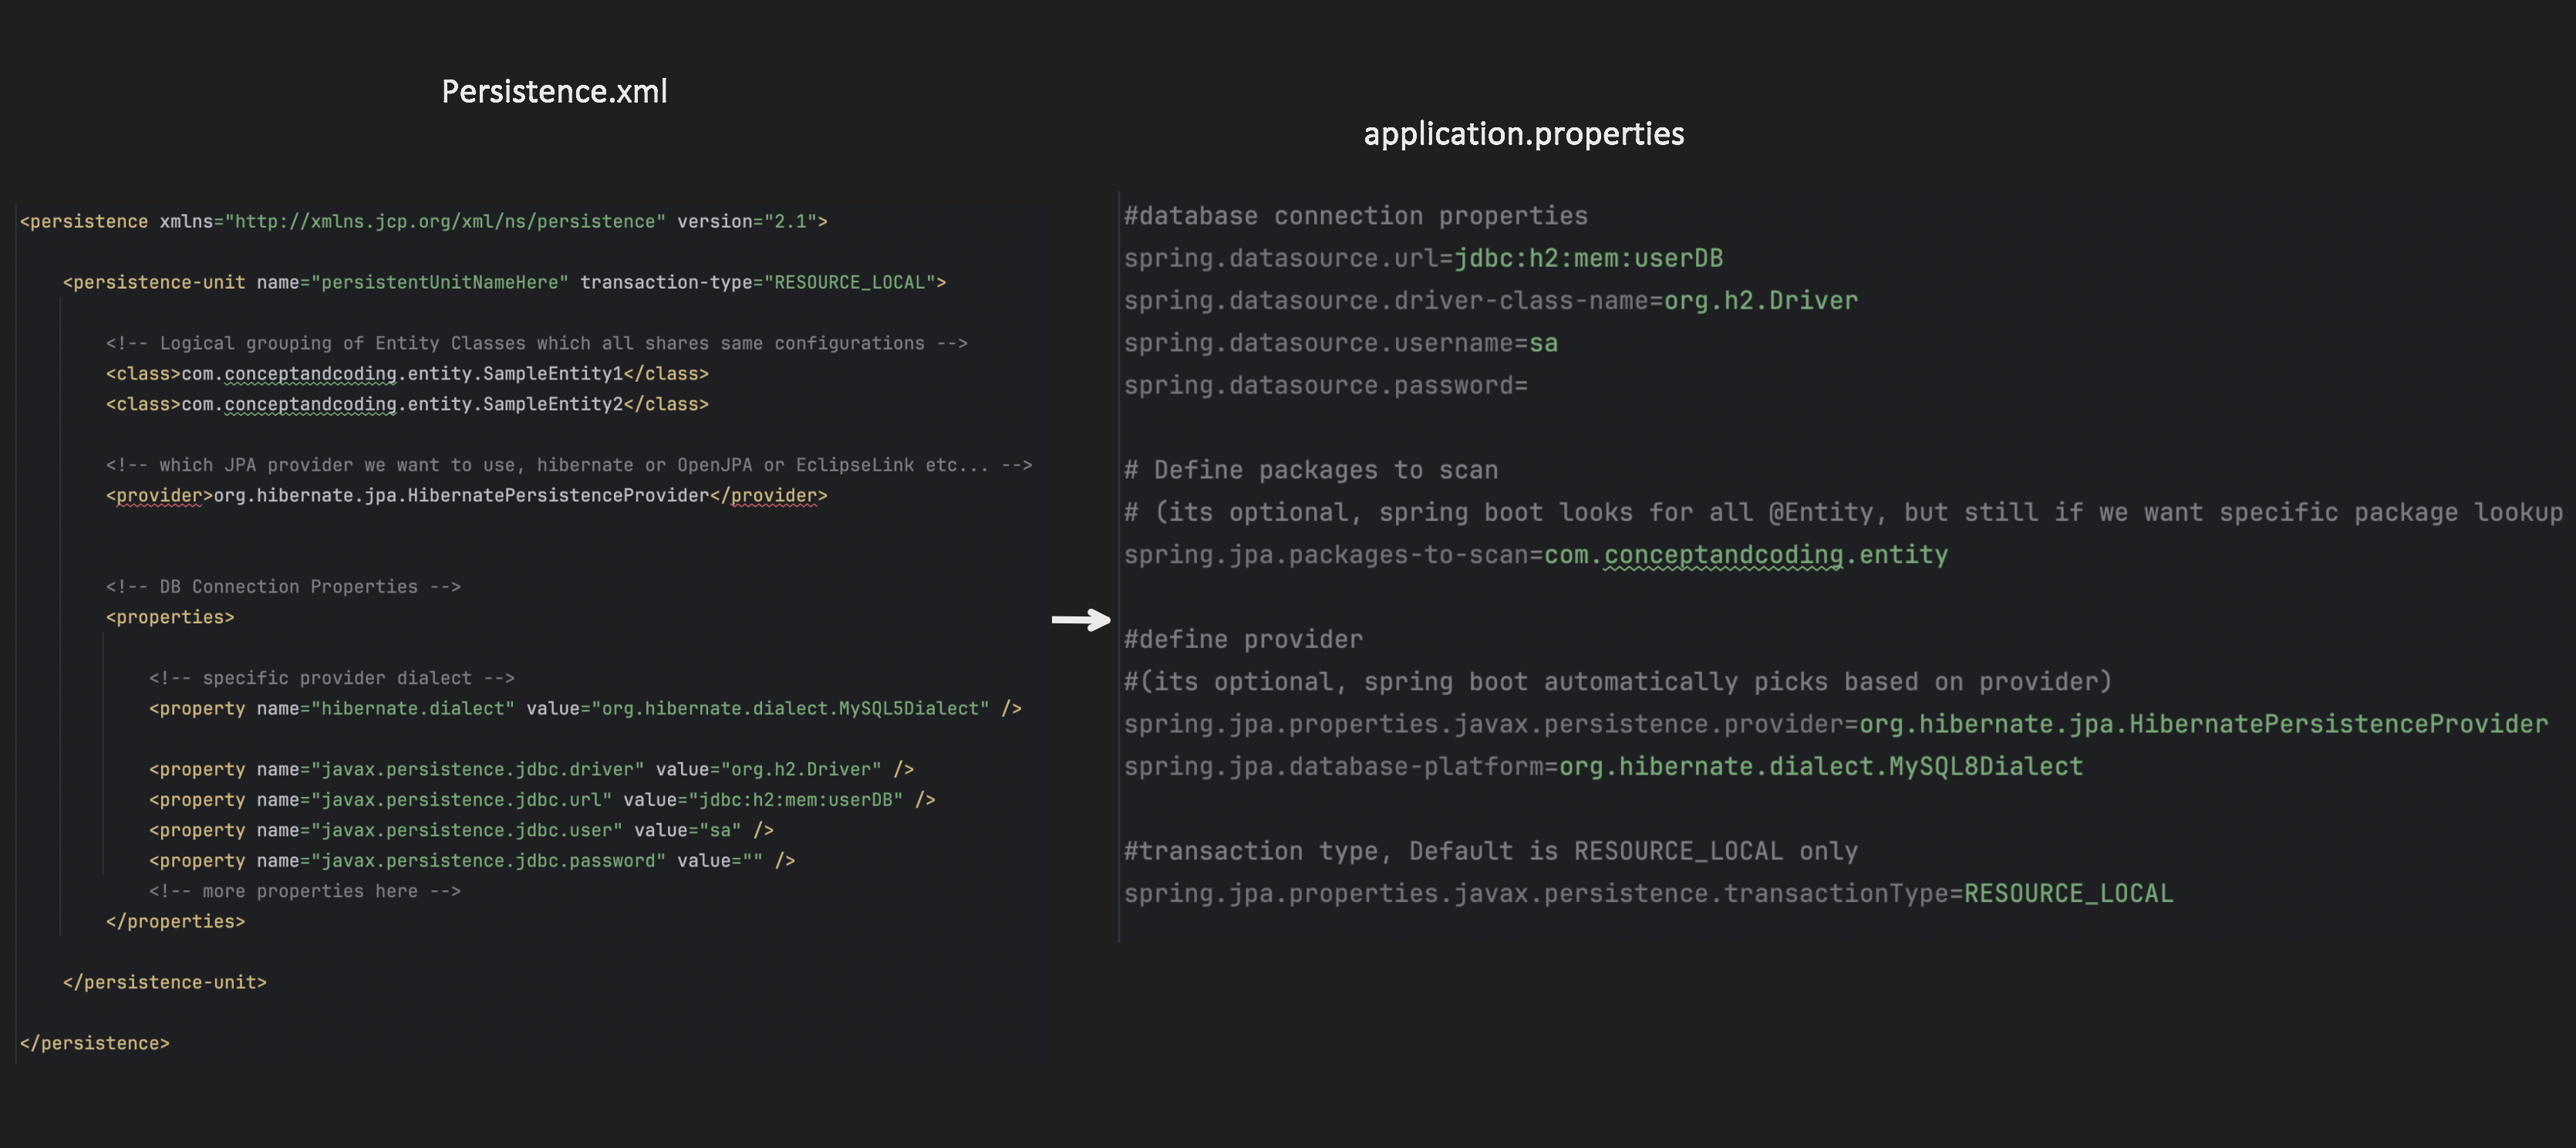 Persistence.xml
<persistence xmlns="http://xmlns.jcp.org/xml/ns/persistence" version="2.1">
<persistence-unit name="persistentUnitNameHere" transaction-type="RESOURCE_LOCAL">
<!-- Logical grouping of Entity Classes which all shares same configurations -->
<class>com.conceptandcoding.entity.SampleEntity1</class>
<class>com.conceptandcoding.entity.SampleEntity2</class>
<!-- which JPA provider we want to use, hibernate or OpenJPA or EclipseLink etc... -->
<provider>org.hibernate.jpa.HibernatePersistenceProvider</provider>
<!-- DB Connection Properties -->
<properties>
<!-- specific provider dialect -->
<property name="hibernate.dialect" value="org.hibernate.dialect.MySQL5Dialect" />
<property name="javax.persistence.jdbc.driver" value="org.h2.Driver" />
<property name="javax.persistence.jdbc.url" value="jdbc:h2:mem:userDB" />
<property name="javax.persistence.jdbc.user" value="sa" />
<property name="javax.persistence.jdbc.password" value="" />
<!-- more properties here -->
</properties>
</persistence-unit>
</persistence>
application.properties
#database connection properties
spring.datasource.url=jdbc:h2:mem:userDB
spring.datasource.driver-class-name=org.h2.Driver
spring.datasource.username=sa
spring.datasource.password=
# Define packages to scan
# (its optional, spring boot looks for all @Entity, but still if we want specific package lookup
spring.jpa.packages-to-scan=com.conceptandcoding.entity
#define provider
#(its optional, spring boot automatically picks based on provider)
spring.jpa.properties.javax.persistence.provider=org.hibernate.jpa.HibernatePersistenceProvider
spring.jpa.database-platform=org.hibernate.dialect.MySQL8Dialect
#transaction type, Default is RESOURCE_LOCAL only
spring.jpa.properties.javax.persistence.transactionType=RESOURCE_LOCAL